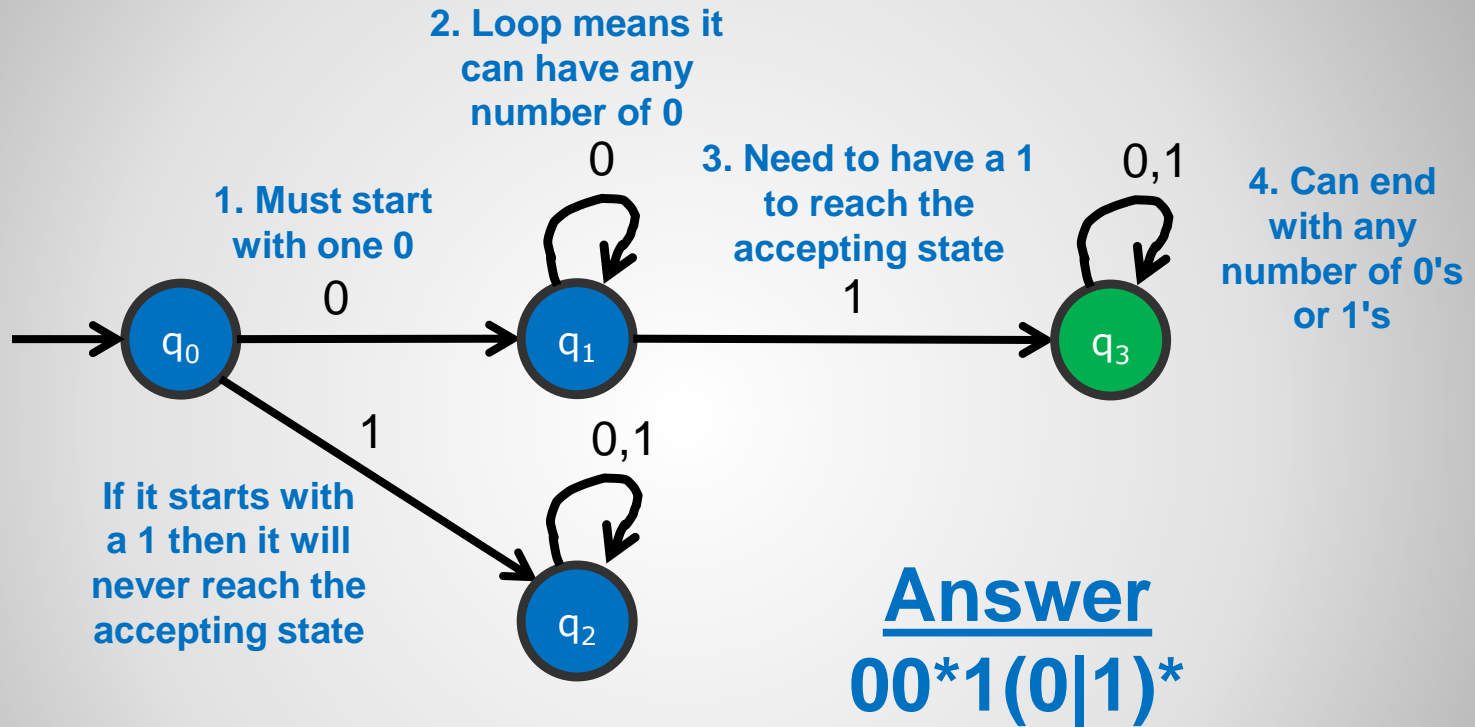 2. Loop means it
can have any
number of 0
0
1. Must start
with one 0
0
3. Need to have a 1
to reach the
accepting state
1
0,1
4. Can end
with any
number of 0's
or 1's
q₀
q₁
q₃
1
0,1
If it starts with
a 1 then it will
never reach the
accepting state
q₂
Answer
00*1(0|1)*